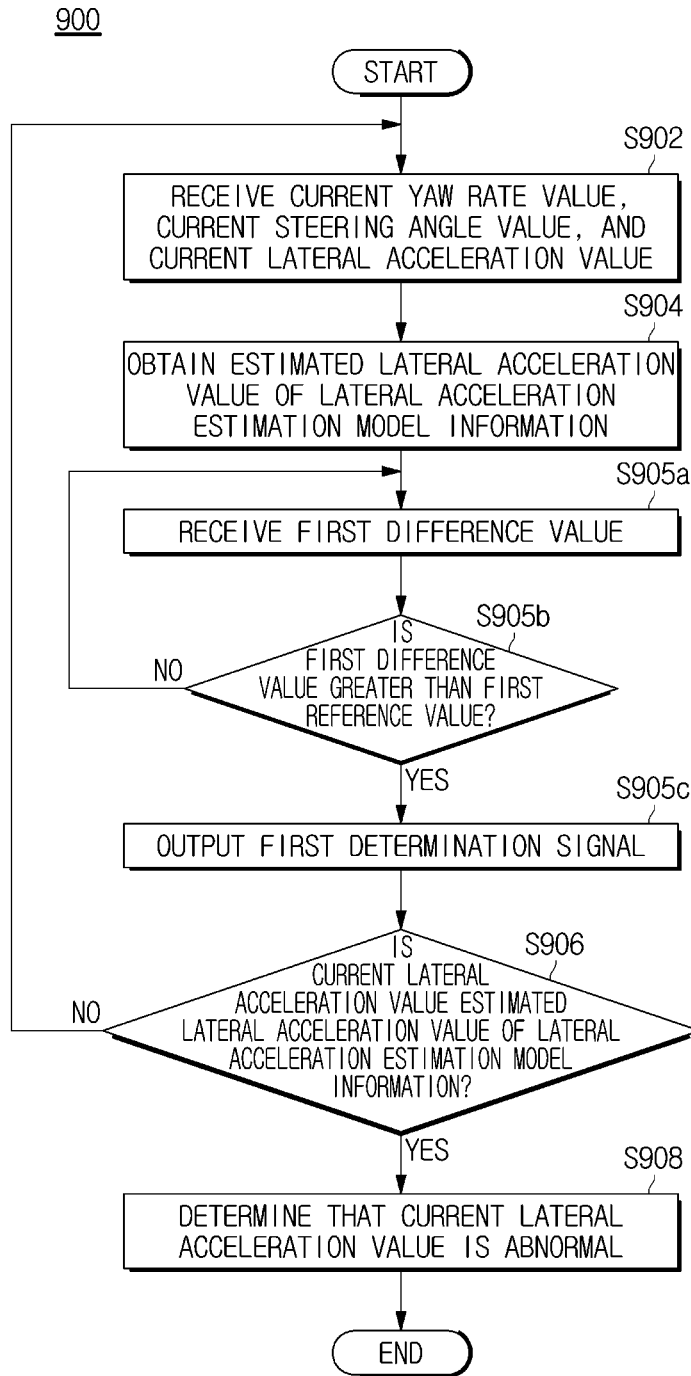 900
START
S902
RECEIVE CURRENT YAW RATE VALUE,
CURRENT STEERING ANGLE VALUE, AND
CURRENT LATERAL ACCELERATION VALUE
S904
OBTAIN ESTIMATED LATERAL ACCELERATION
VALUE OF LATERAL ACCELERATION
ESTIMATION MODEL INFORMATION
S905a
RECEIVE FIRST DIFFERENCE VALUE
S905b
IS
FIRST DIFFERENCE
VALUE GREATER THAN FIRST
REFERENCE VALUE?
NO
YES
S905c
OUTPUT FIRST DETERMINATION SIGNAL
S906
IS
CURRENT LATERAL
ACCELERATION VALUE ESTIMATED
LATERAL ACCELERATION VALUE OF LATERAL
ACCELERATION ESTIMATION MODEL
INFORMATION?
NO
YES
S908
DETERMINE THAT CURRENT LATERAL
ACCELERATION VALUE IS ABNORMAL
END